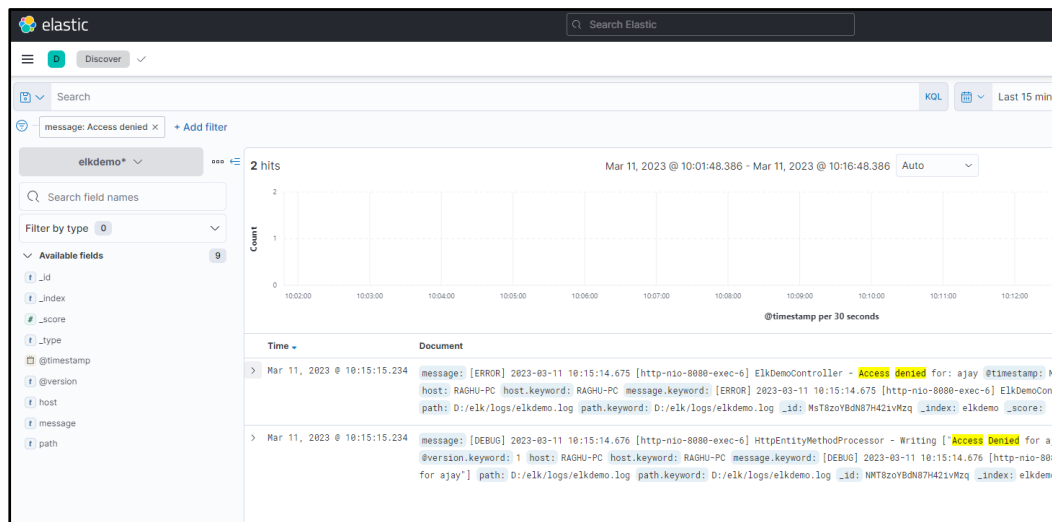 elastic
Search Elastic
D Discover
Search KQL Last 15 min
message: Access denied × + Add filter
elkdemo*
2 hits Mar 11, 2023 @ 10:01:48.386 - Mar 11, 2023 @ 10:16:48.386 Auto
Search field names
Filter by type 0
Available fields 9
t _id
t _index
# _score
t _type
@timestamp
t @version
t host
t message
t path
Count
2
1
0
10:02:00 10:03:00 10:04:00 10:05:00 10:06:00 10:07:00 10:08:00 10:09:00 10:10:00 10:11:00 10:12:00
@timestamp per 30 seconds
Time Document
Mar 11, 2023 @ 10:15:15.234 message: [ERROR] 2023-03-11 10:15:14.675 [http-nio-8080-exec-6] ElkDemoController - Access denied for: ajay @timestamp: M
host: RAGHU-PC host.keyword: RAGHU-PC message.keyword: [ERROR] 2023-03-11 10:15:14.675 [http-nio-8080-exec-6] ElkDemoCon
path: D:/elk/logs/elkdemo.log path.keyword: D:/elk/logs/elkdemo.log _id: MsT8zoYBdN87H42ivMzq _index: elkdemo _score:
Mar 11, 2023 @ 10:15:15.234 message: [DEBUG] 2023-03-11 10:15:14.676 [http-nio-8080-exec-6] HttpEntityMethodProcessor - Writing ["Access Denied for a
@version.keyword: 1 host: RAGHU-PC host.keyword: RAGHU-PC message.keyword: [DEBUG] 2023-03-11 10:15:14.676 [http-nio-808
for ajay"] path: D:/elk/logs/elkdemo.log path.keyword: D:/elk/logs/elkdemo.log _id: NMT8zoYBdN87H42ivMzq _index: elkdemo